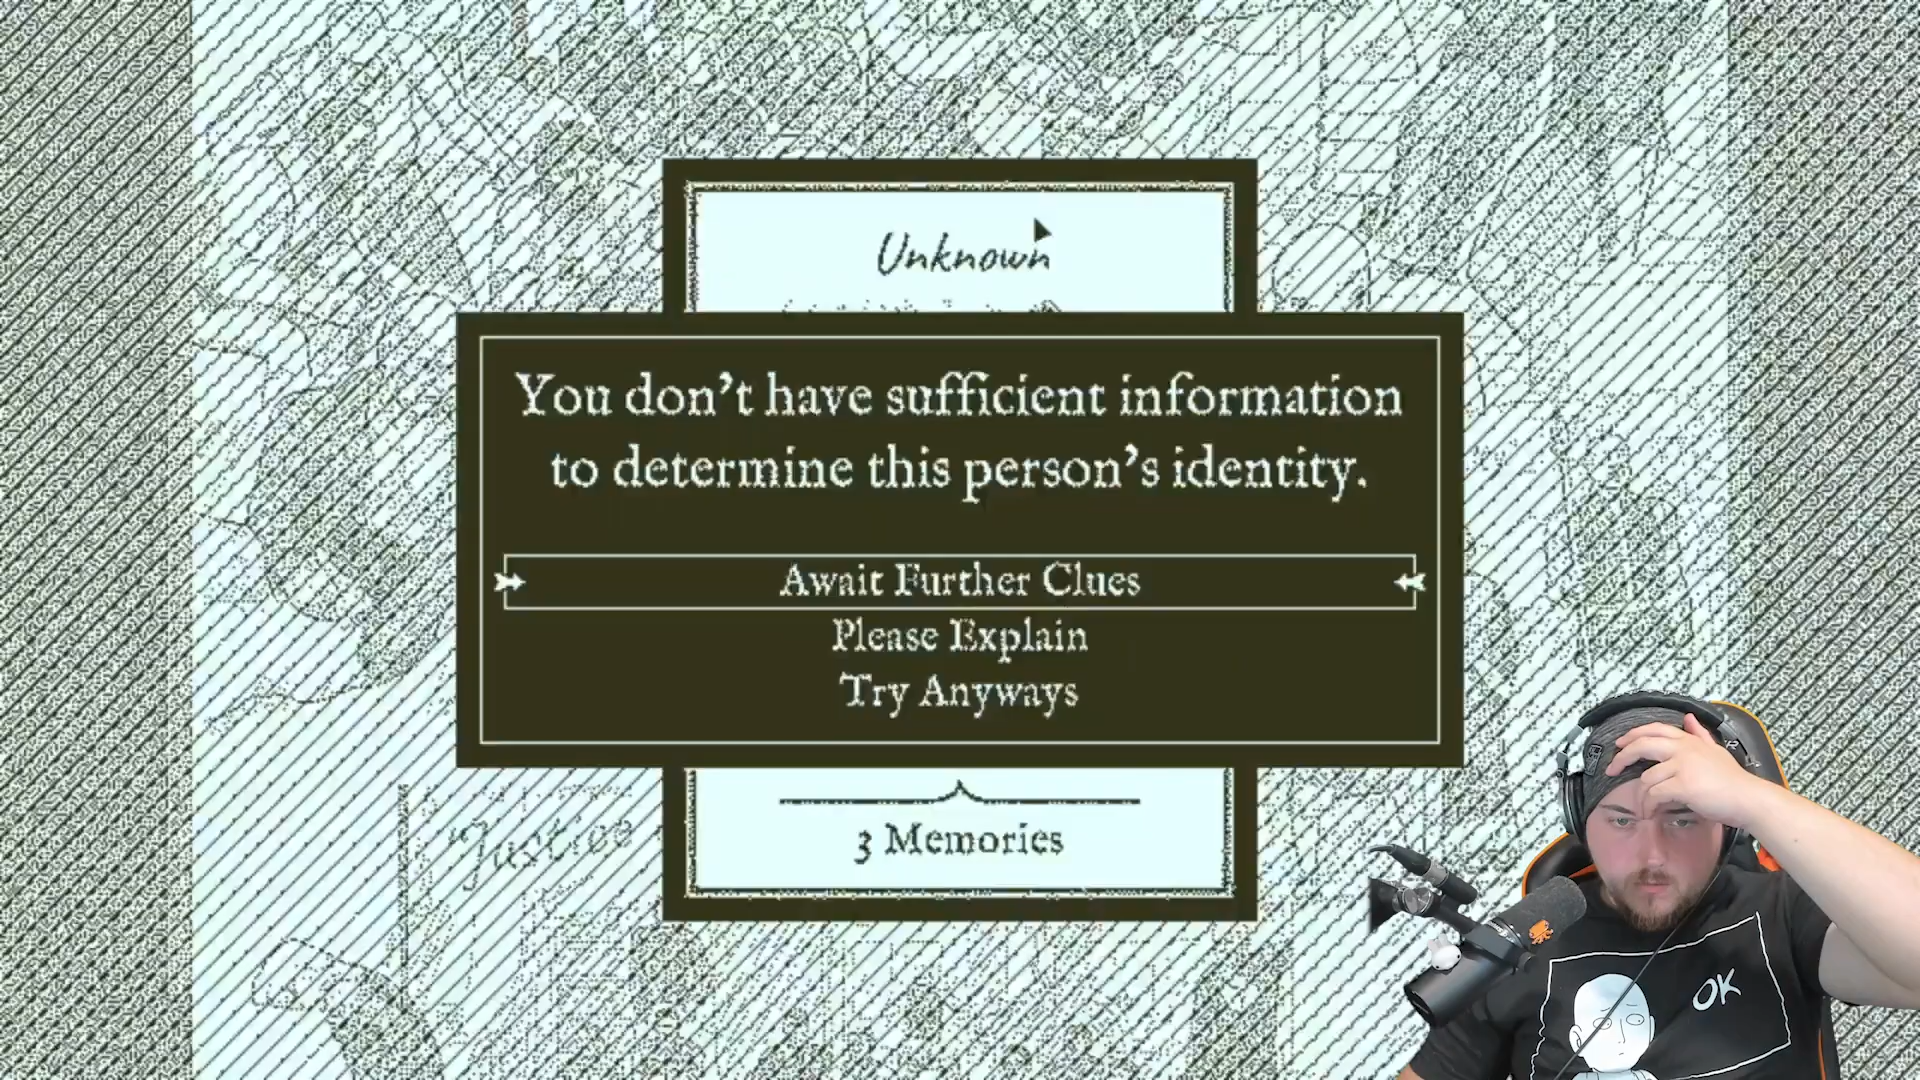 Unknown
You don't have sufficient information
to determine this person's identity.
Await Further Clues
Please Explain
Try Anyways
3 Memories
"Justice
OK